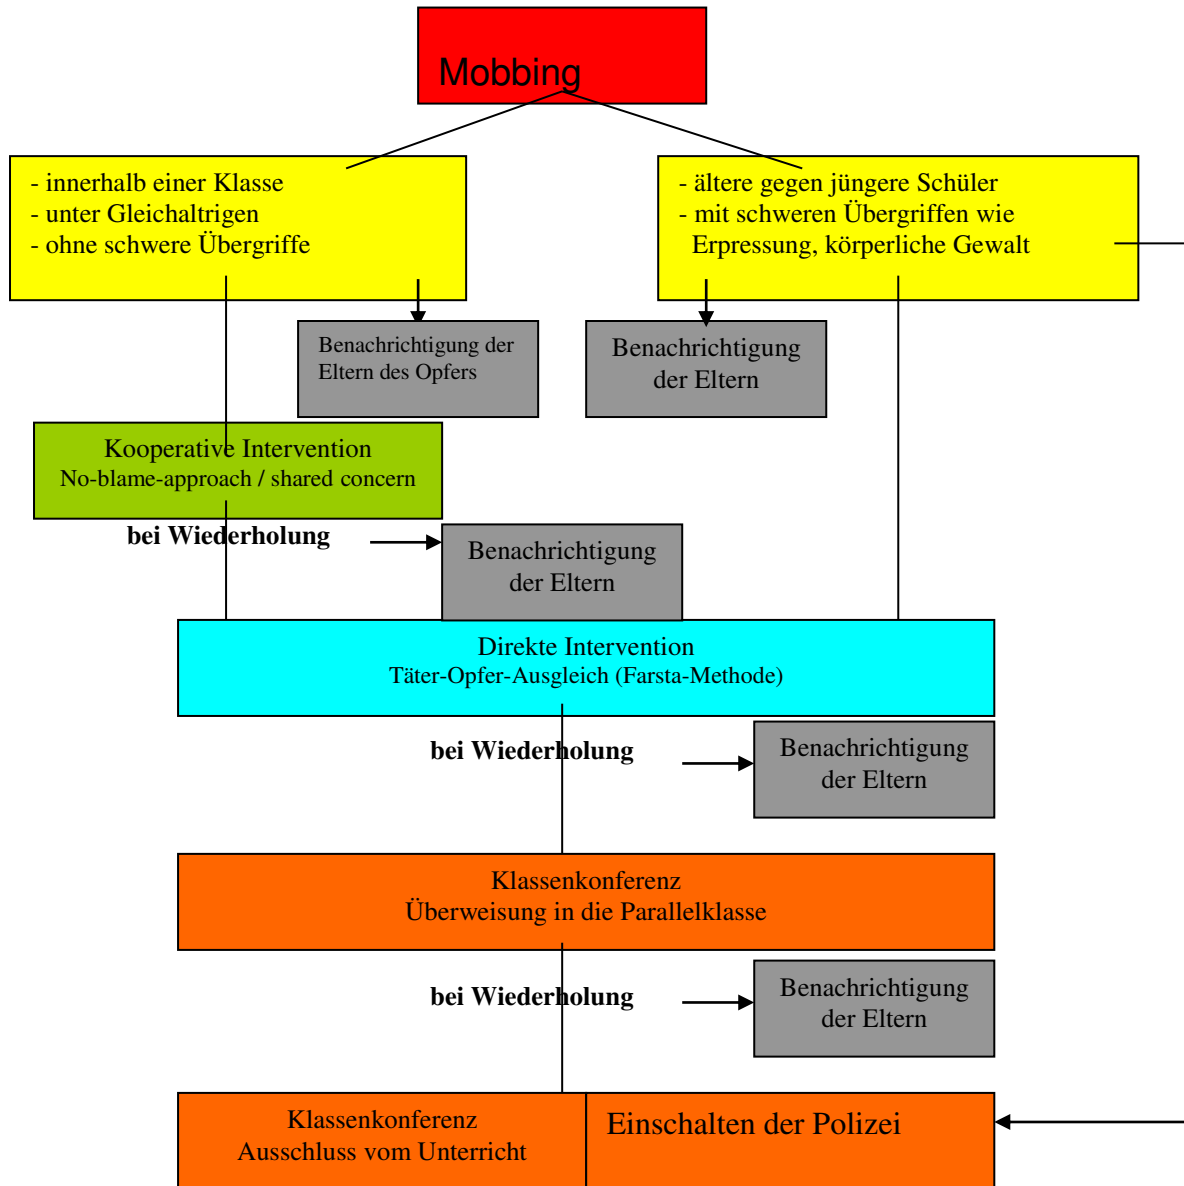 Mobbing
- innerhalb einer Klasse
- unter Gleichaltrigen
- ohne schwere Übergriffe
- ältere gegen jüngere Schüler
- mit schweren Übergriffen wie
Erpressung, körperliche Gewalt
Benachrichtigung der
Eltern des Opfers
Benachrichtigung
der Eltern
Kooperative Intervention
No-blame-approach / shared concern
bei Wiederholung
Benachrichtigung
der Eltern
Direkte Intervention
Täter-Opfer-Ausgleich (Farsta-Methode)
bei Wiederholung
Benachrichtigung
der Eltern
Klassenkonferenz
Überweisung in die Parallelklasse
bei Wiederholung
Benachrichtigung
der Eltern
Klassenkonferenz
Ausschluss vom Unterricht
Einschalten der Polizei